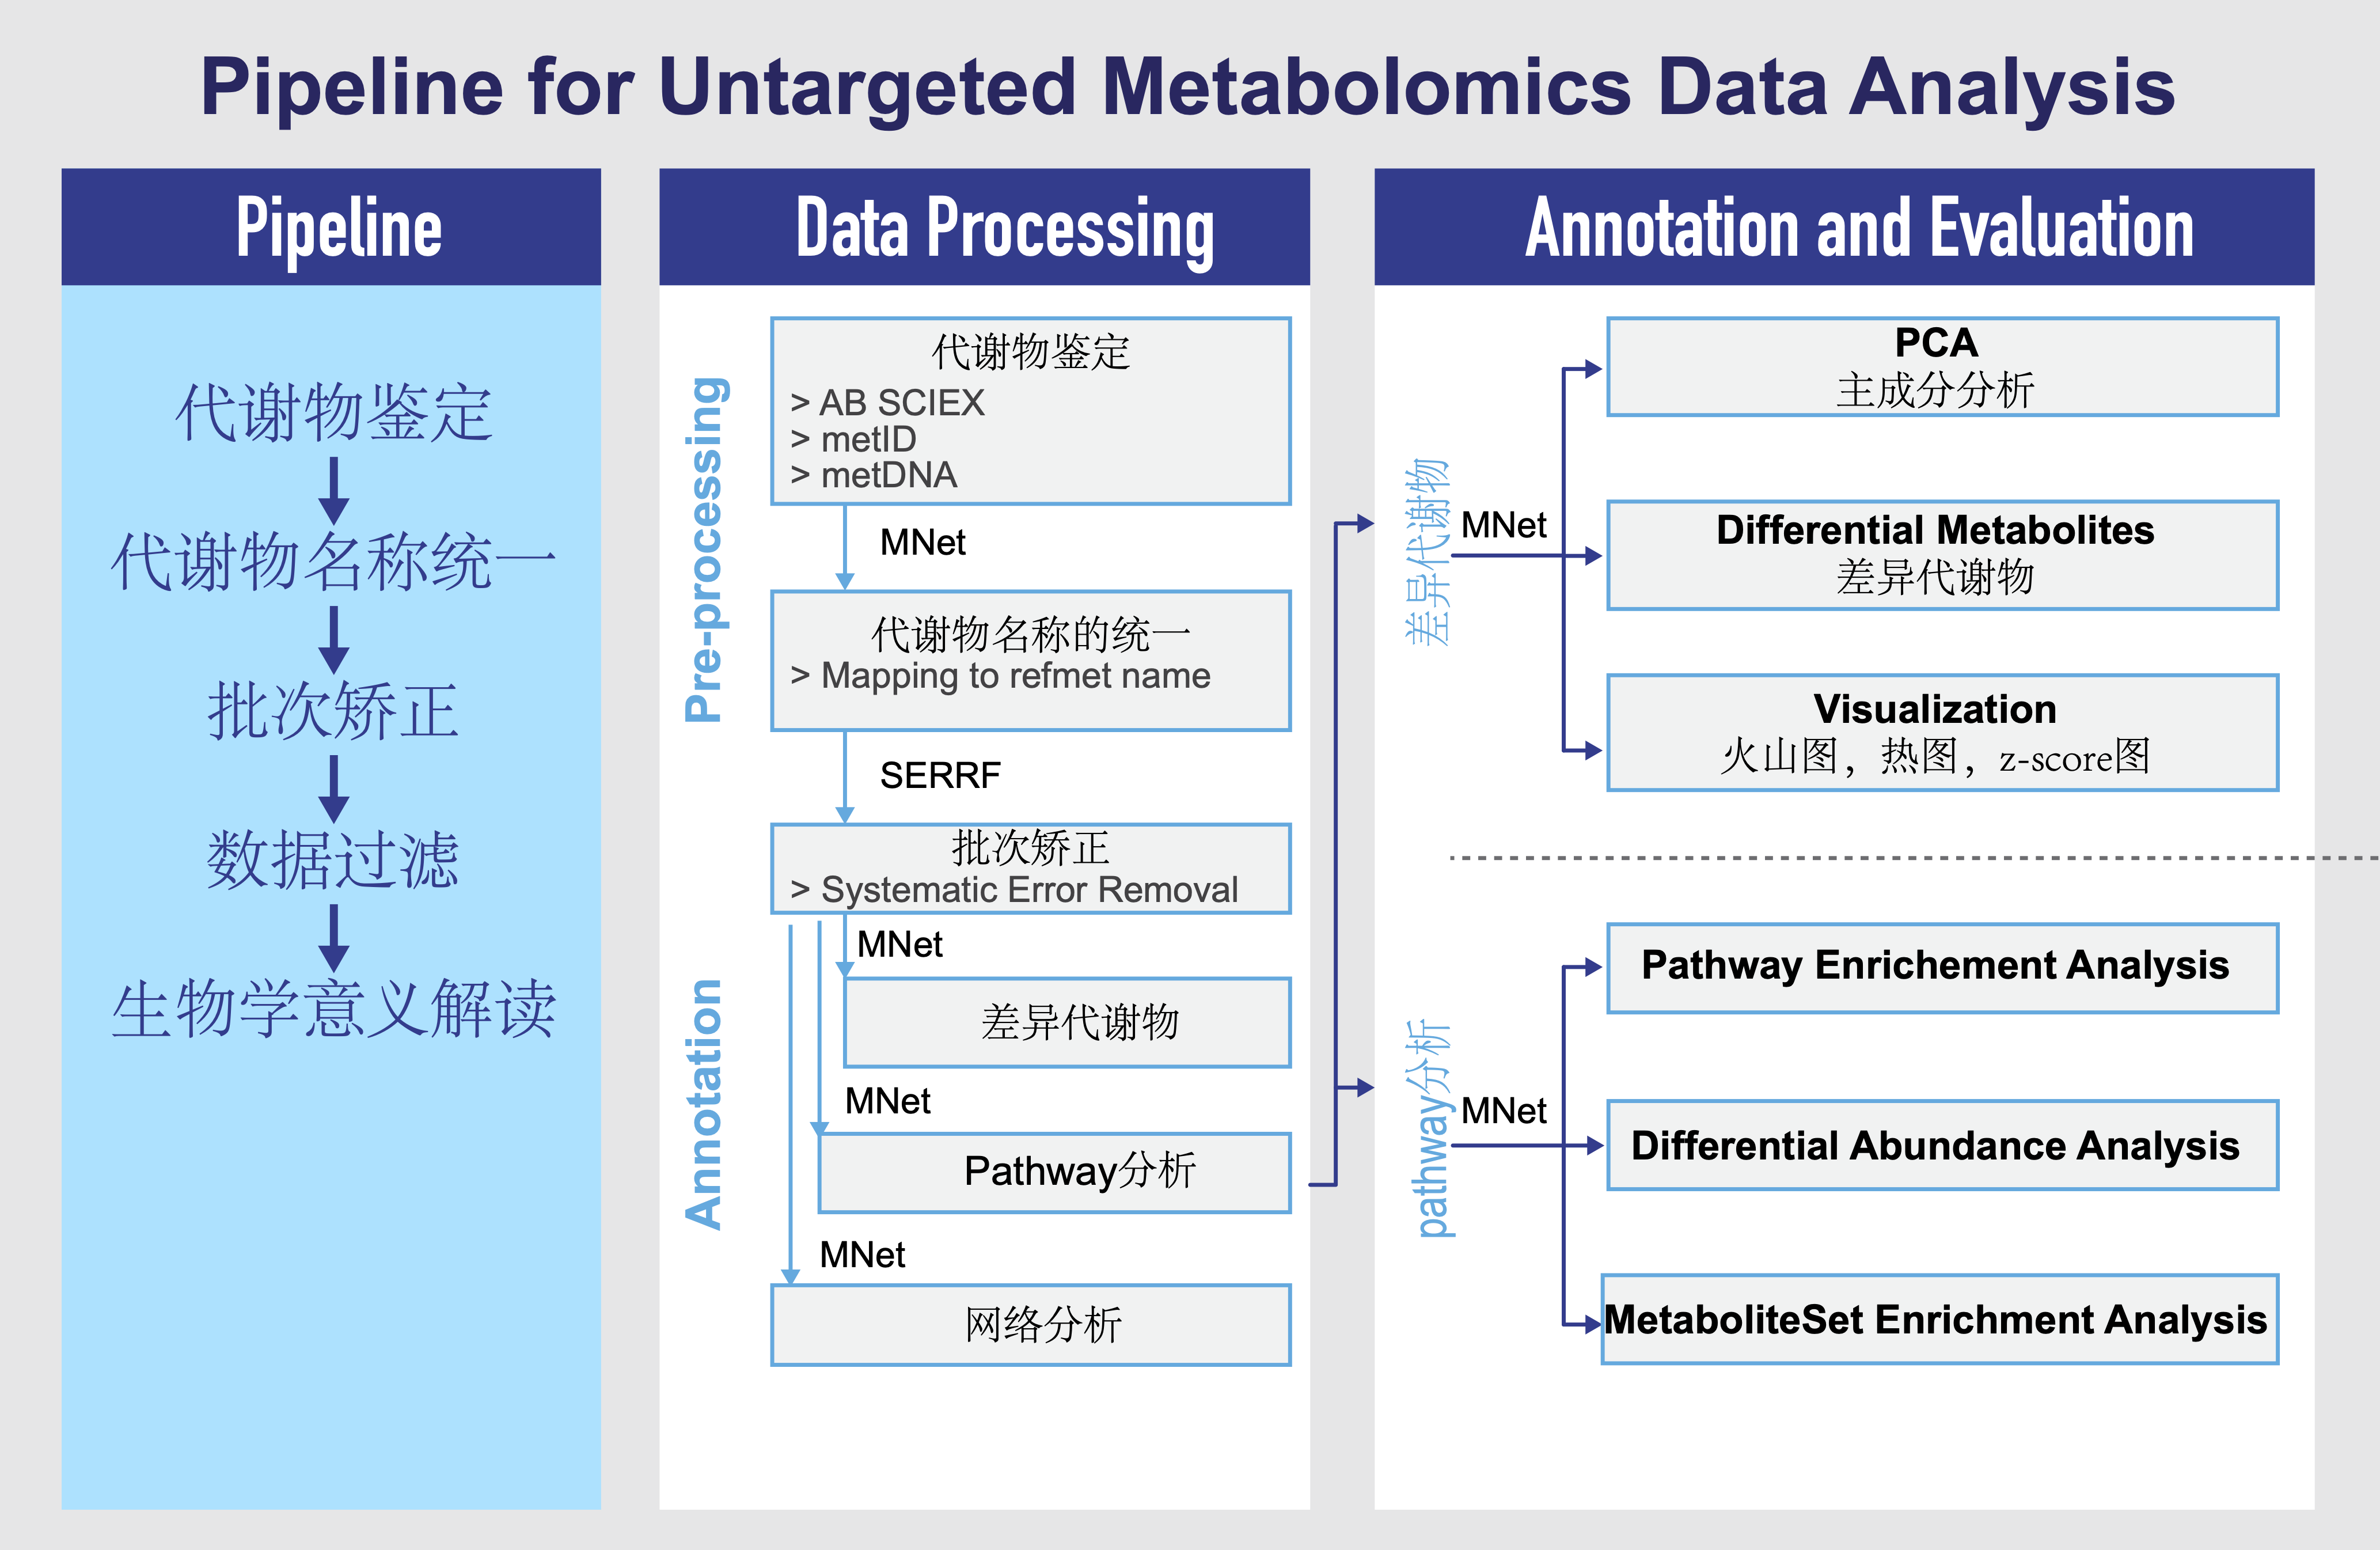 Pipeline for Untargeted Metabolomics Data Analysis
Pipeline
代谢物鉴定
代谢物名称统一
批次矫正
数据过滤
生物学意义解读
Data Processing
Pre-processing
代谢物鉴定
> AB SCIEX
> metID
> metDNA
MNet
代谢物名称的统一
> Mapping to refmet name
SERRF
批次矫正
> Systematic Error Removal
Annotation
MNet
差异代谢物
MNet
Pathway分析
MNet
网络分析
Annotation and Evaluation
差异代谢物
MNet
PCA
主成分分析
Differential Metabolites
差异代谢物
Visualization
火山图，热图，z-score图
pathway分析
MNet
Pathway Enrichement Analysis
Differential Abundance Analysis
MetaboliteSet Enrichment Analysis